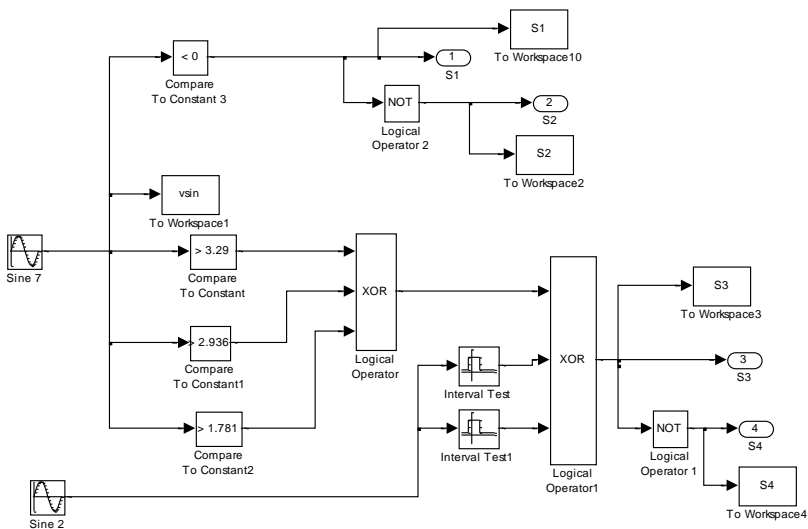 S1
To Workspace10
< 0
Compare
To Constant 3
1
S1
NOT
Logical
Operator 2
2
S2
S2
To Workspace2
vsin
To Workspace1
Sine 7
> 3.29
Compare
To Constant
> 2.936
Compare
To Constant1
> 1.781
Compare
To Constant2
XOR
Logical
Operator
Interval Test
Interval Test1
XOR
Logical
Operator1
S3
To Workspace3
3
S3
NOT
Logical
Operator 1
4
S4
S4
To Workspace4
Sine 2